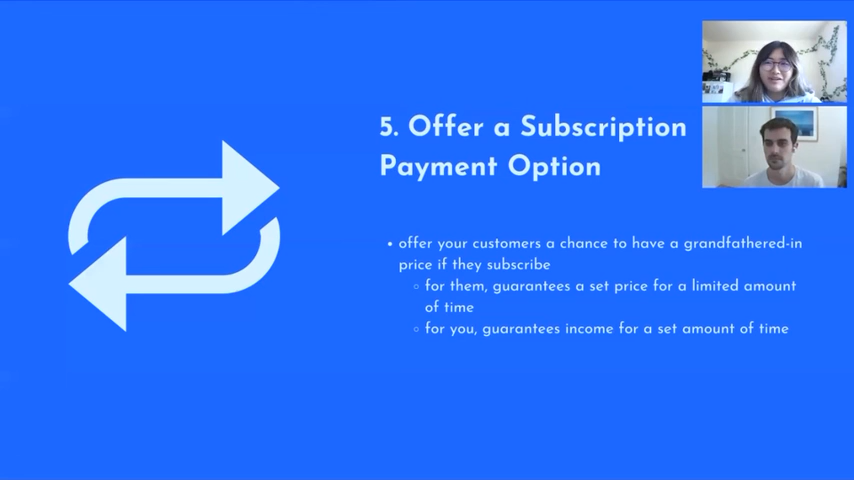 5. Offer a Subscription
Payment Option
• offer your customers a chance to have a grandfathered-in
price if they subscribe
◦ for them, guarantees a set price for a limited amount
of time
◦ for you, guarantees income for a set amount of time